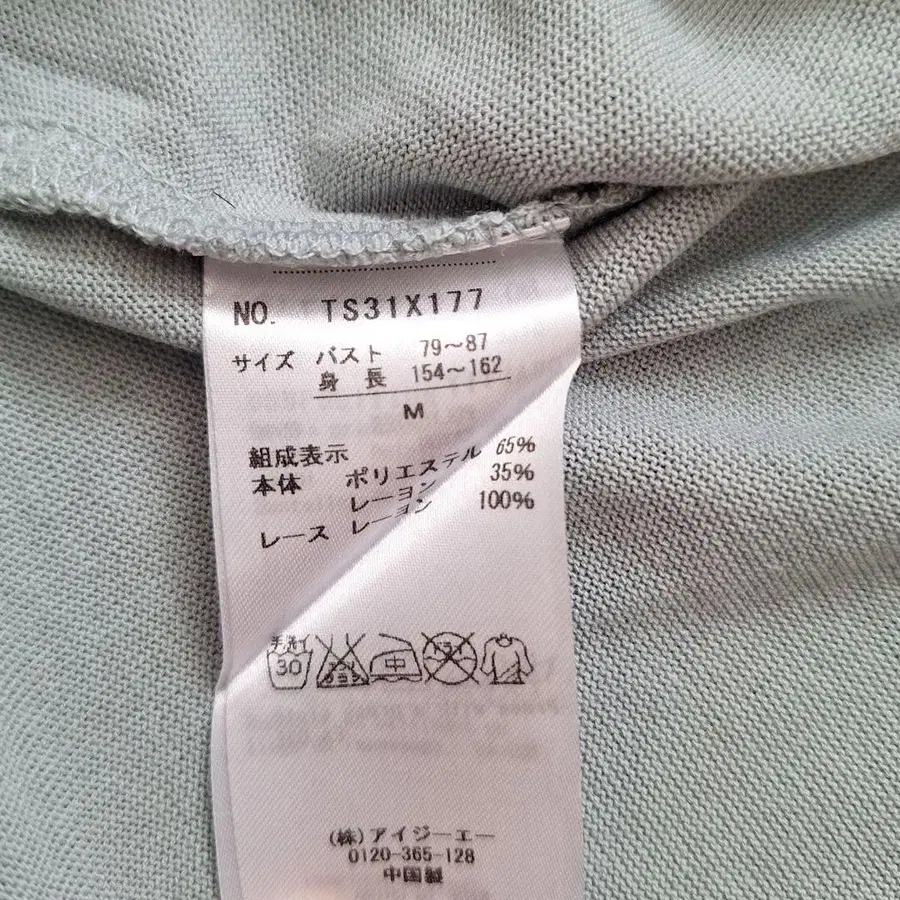 NO. TS31X177
サイズ バスト 79～87
身長 154～162
M
組成表示
本体 ポリエステル 65%
レーヨン 35%
レース レーヨン 100%
手洗イ
30
中
(株)アイジーエー
0120-365-128
中国製